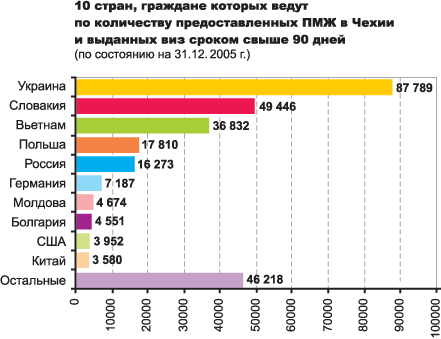 10 стран, граждане которых ведут
по количеству предоставленных ПМЖ в Чехии
и выданных виз сроком свыше 90 дней
(по состоянию на 31.12.2005 г.)
Украина 87 789
Словакия 49 446
Вьетнам 36 832
Польша 17 810
Россия 16 273
Германия 7 187
Молдова 4 674
Болгария 4 551
США 3 952
Китай 3 580
Остальные 46 218
0 10000 20000 30000 40000 50000 60000 70000 80000 90000 100000